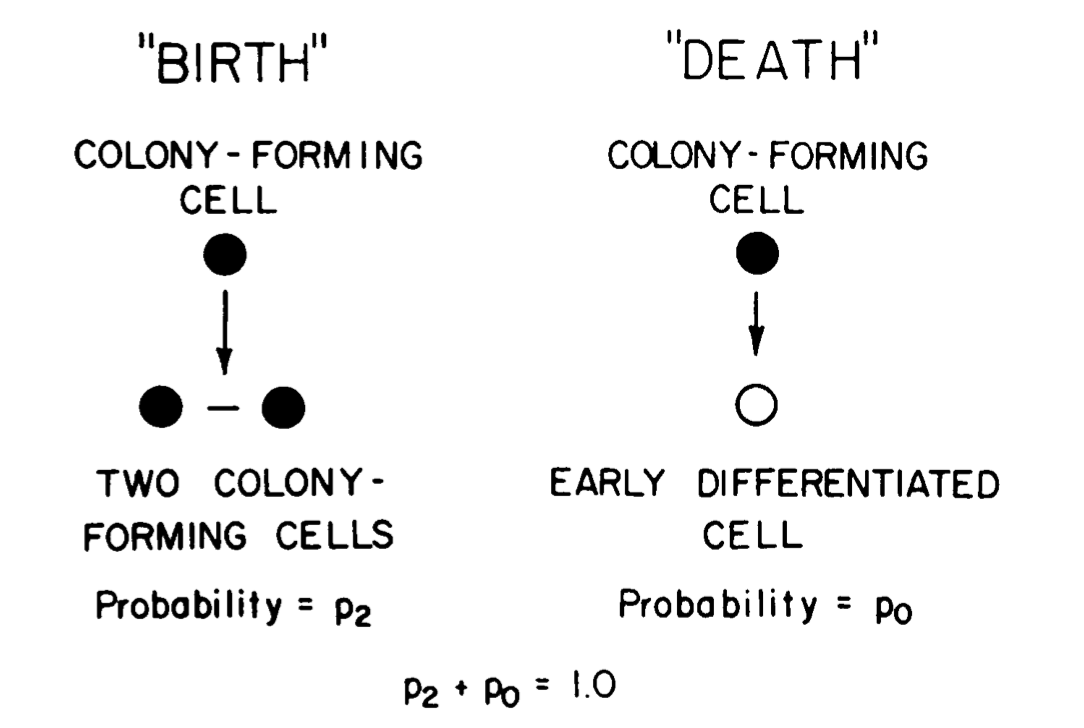 "BIRTH"
COLONY-FORMING
CELL
TWO COLONY-
FORMING CELLS
Probability = p2
"DEATH"
COLONY-FORMING
CELL
EARLY DIFFERENTIATED
CELL
Probability = p0
p2 + p0 = 1.0